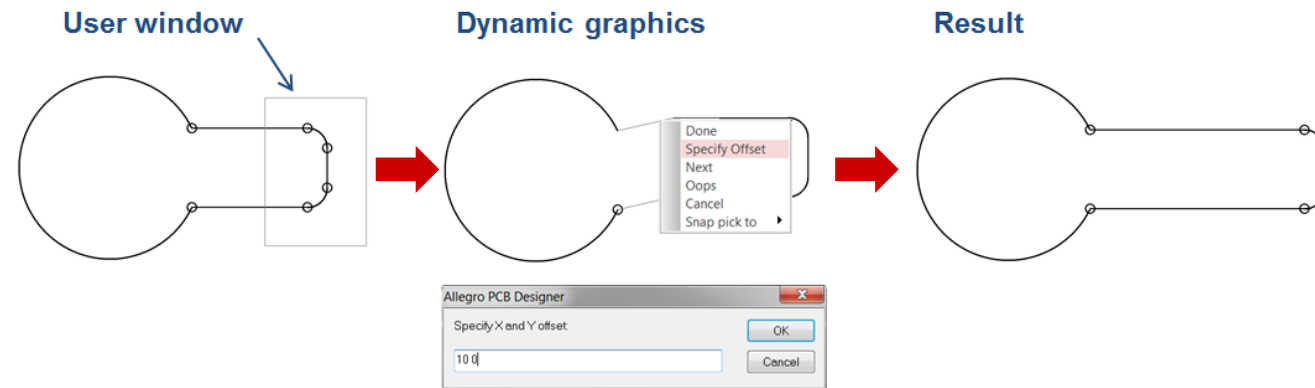 User window
Dynamic graphics
Result
Done
Specify Offset
Next
Oops
Cancel
Snap pick to
Allegro PCB Designer
Specify X and Y offset:
OK
10 0
Cancel